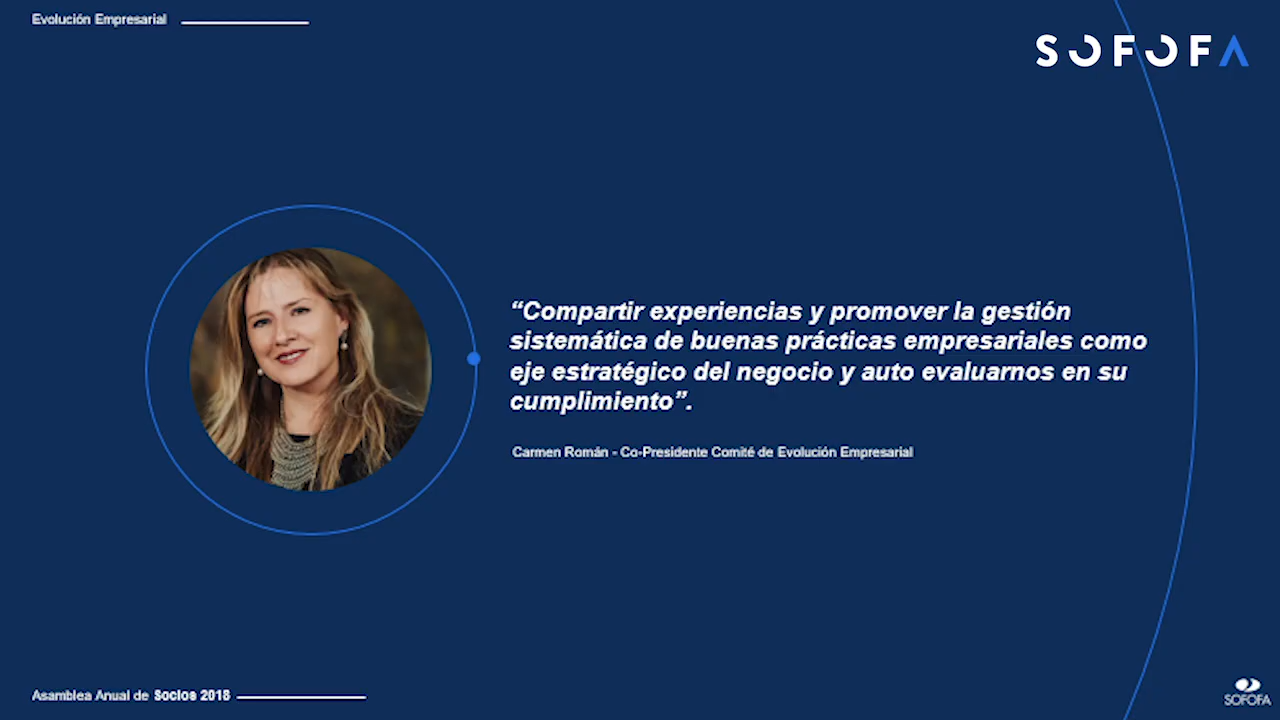 Evolución Empresarial
SOFOFA
“Compartir experiencias y promover la gestión
sistemática de buenas prácticas empresariales como
eje estratégico del negocio y auto evaluarnos en su
cumplimiento”.
Carmen Román - Co-Presidente Comité de Evolución Empresarial
Asamblea Anual de Socios 2018
SOFOFA